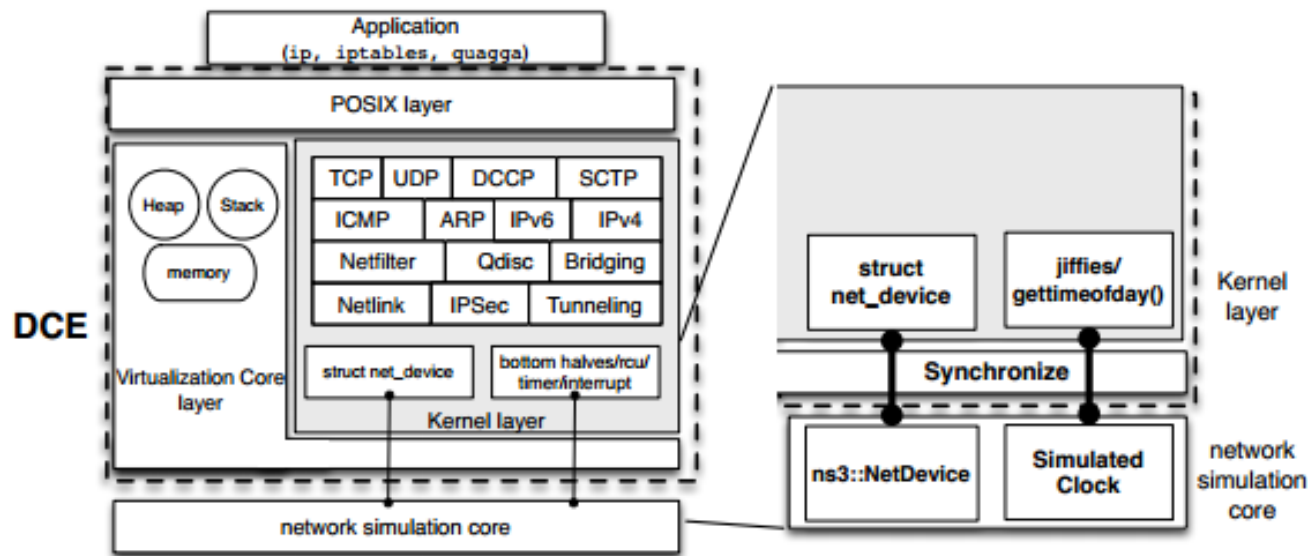 Application
(ip, iptables, quagga)
POSIX layer
TCP UDP DCCP SCTP
Heap Stack
ICMP ARP IPv6 IPv4
memory
Netfilter Qdisc Bridging
Netlink IPSec Tunneling
DCE
Virtualization Core
layer
struct net_device
bottom halves/rcu/
timer/interrupt
Kernel layer
network simulation core
struct
net_device
jiffies/
gettimeofday()
Kernel
layer
Synchronize
ns3::NetDevice
Simulated
Clock
network
simulation
core